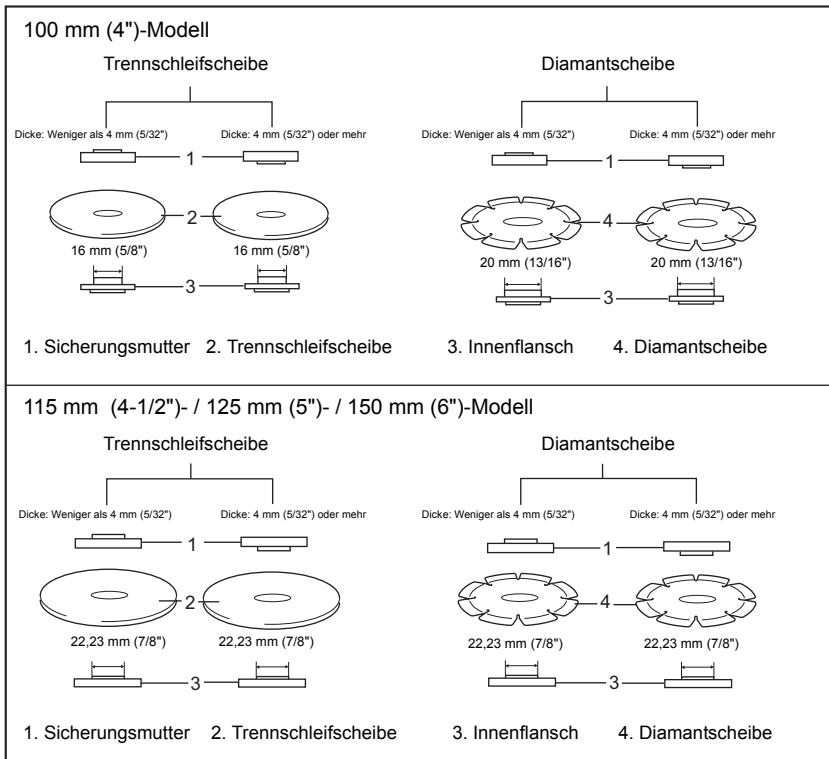 100 mm (4")-Modell
Trennschleifscheibe
Diamantscheibe
Dicke: Weniger als 4 mm (5/32")
Dicke: 4 mm (5/32") oder mehr
Dicke: Weniger als 4 mm (5/32")
Dicke: 4 mm (5/32") oder mehr
1
1
2
4
16 mm (5/8")
16 mm (5/8")
20 mm (13/16")
20 mm (13/16")
3
3
1. Sicherungsmutter 2. Trennschleifscheibe 3. Innenflansch 4. Diamantscheibe
115 mm (4-1/2")- / 125 mm (5")- / 150 mm (6")-Modell
Trennschleifscheibe
Diamantscheibe
Dicke: Weniger als 4 mm (5/32")
Dicke: 4 mm (5/32") oder mehr
Dicke: Weniger als 4 mm (5/32")
Dicke: 4 mm (5/32") oder mehr
1
1
2
4
22,23 mm (7/8")
22,23 mm (7/8")
22,23 mm (7/8")
22,23 mm (7/8")
3
3
1. Sicherungsmutter 2. Trennschleifscheibe 3. Innenflansch 4. Diamantscheibe